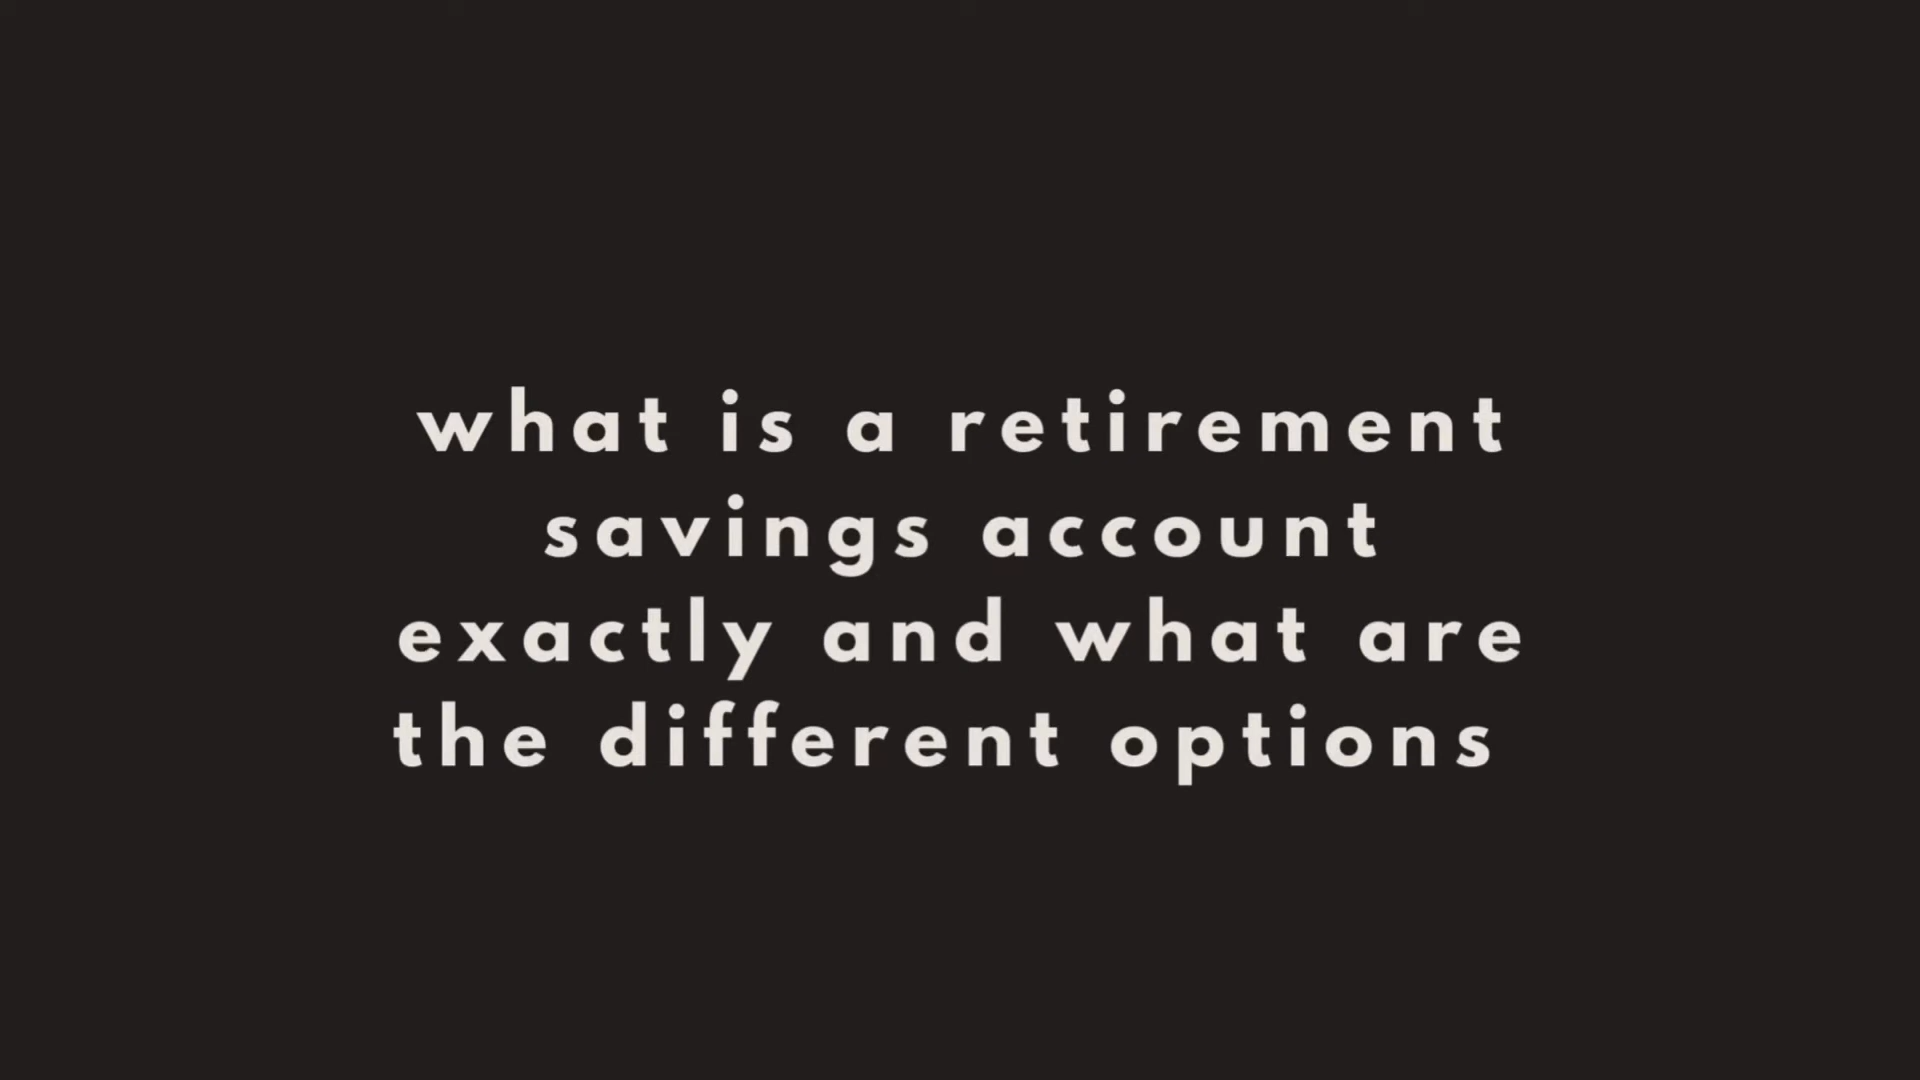 what is a retirement
savings account
exactly and what are
the different options